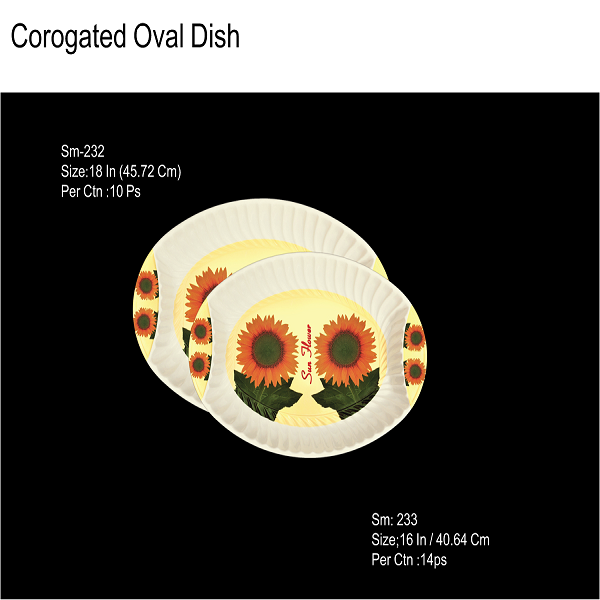 Corogated Oval Dish
Sm-232
Size:18 In (45.72 Cm)
Per Ctn :10 Ps
Sun Flower
Sm: 233
Size;16 In / 40.64 Cm
Per Ctn :14ps